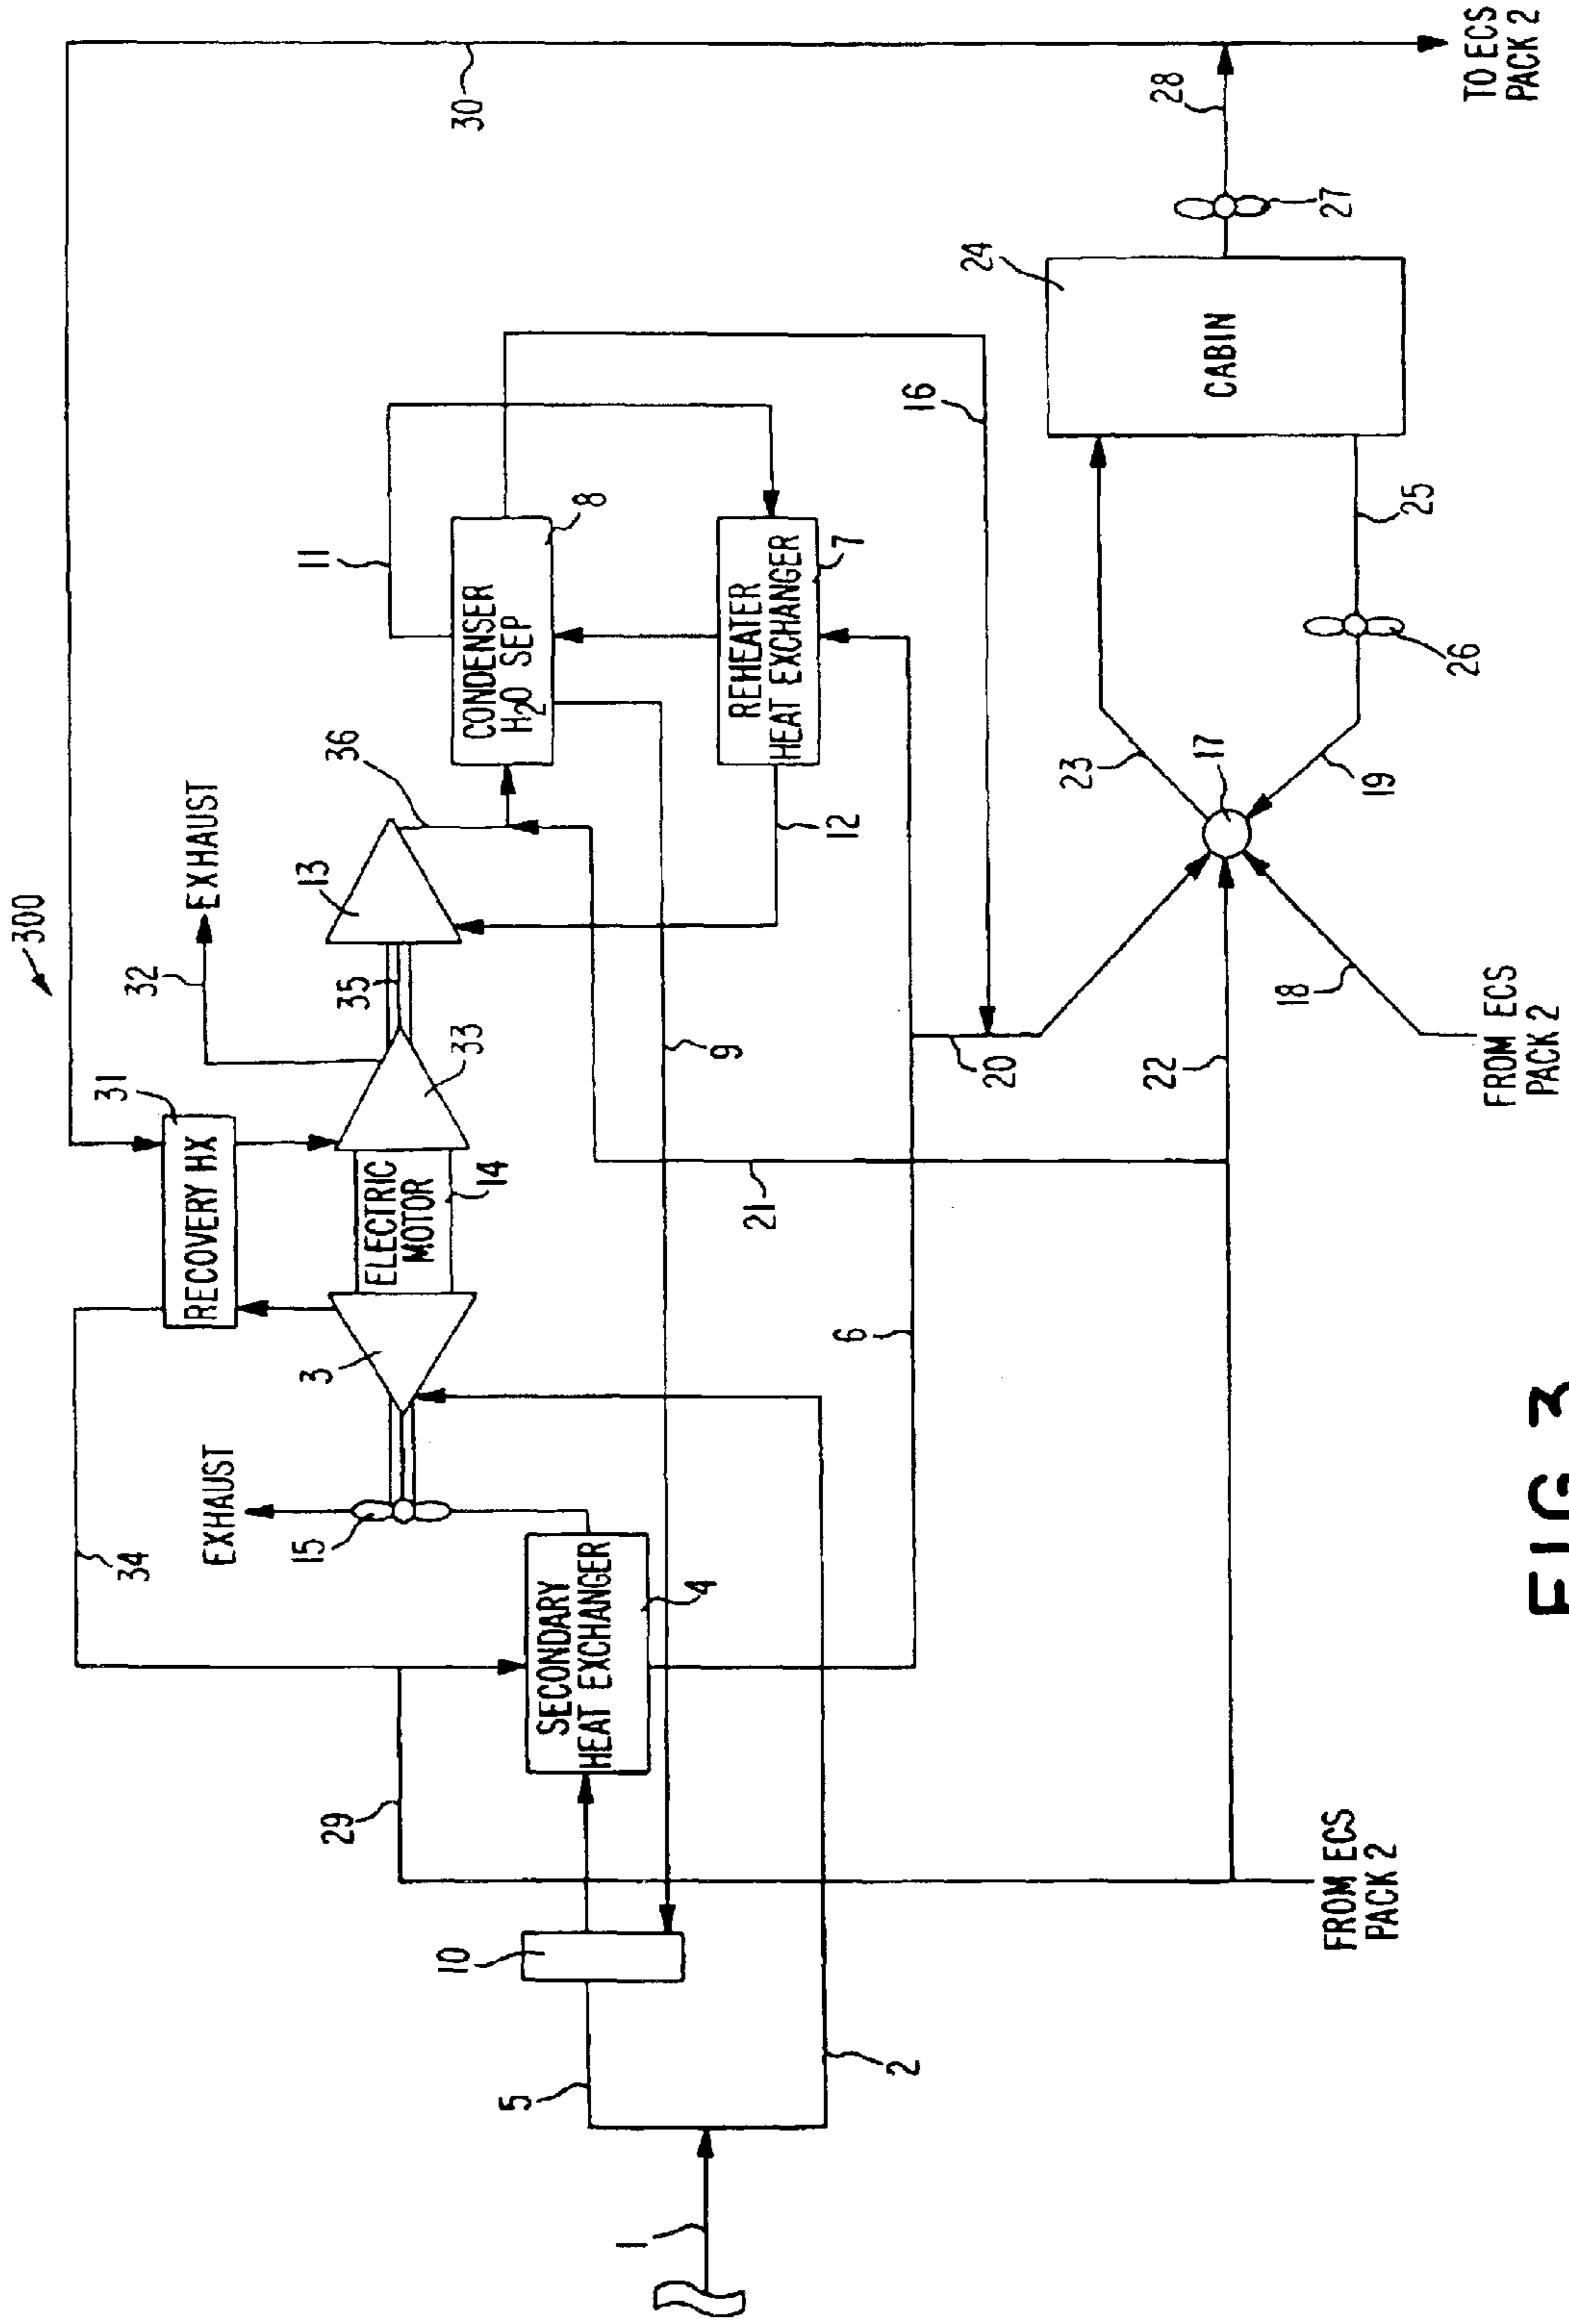 300
30
34
31
RECOVERY HX
32
EXHAUST
EXHAUST
15
3
ELECTRIC
MOTOR
14
33
35
13
36
11
CONDENSER
H2O SEP
8
29
10
SECONDARY
HEAT EXCHANGER
4
9
REHEATER
HEAT EXCHANGER
7
12
5
2
1
6
21
20
16
24
CABIN
22
18
17
23
19
25
26
27
28
FROM ECS
PACK 2
FROM ECS
PACK 2
TO ECS
PACK 2
FIG 3